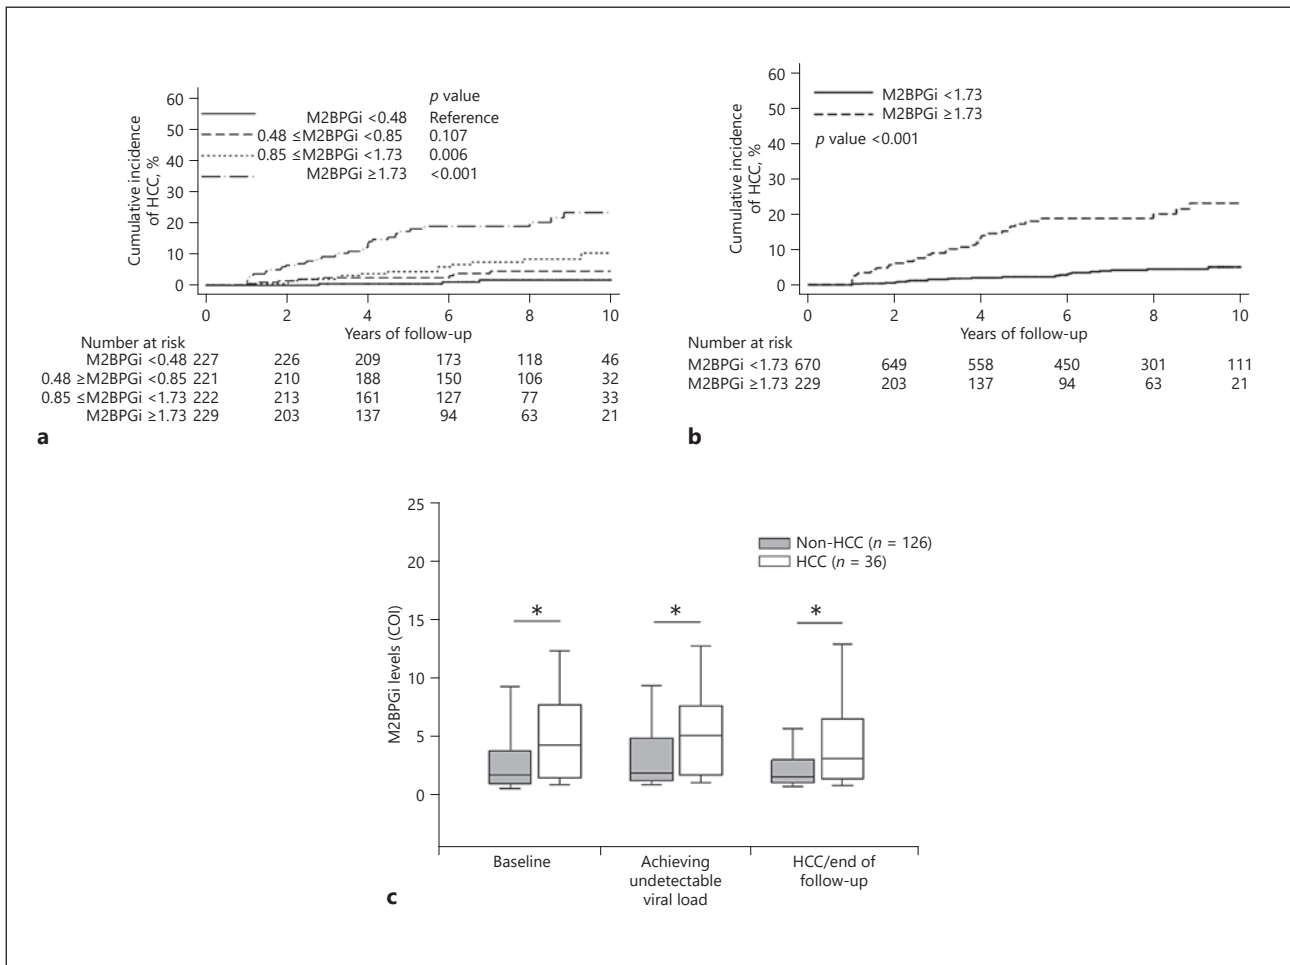 Cumulative incidence
of HCC, %
60
50
40
30
20
10
0
p value
M2BPGi <0.48 Reference
0.48 ≤M2BPGi <0.85 0.107
0.85 ≤M2BPGi <1.73 0.006
M2BPGi ≥1.73 <0.001
0 2 4 6 8 10
Years of follow-up
Number at risk
M2BPGi <0.48 227 226 209 173 118 46
0.48 ≥M2BPGi <0.85 221 210 188 150 106 32
0.85 ≤M2BPGi <1.73 222 213 161 127 77 33
M2BPGi ≥1.73 229 203 137 94 63 21
a
Cumulative incidence
of HCC, %
60
50
40
30
20
10
0
M2BPGi <1.73
M2BPGi ≥1.73
p value <0.001
0 2 4 6 8 10
Years of follow-up
Number at risk
M2BPGi <1.73 670 649 558 450 301 111
M2BPGi ≥1.73 229 203 137 94 63 21
b
M2BPGi levels (COI)
25
20
15
10
5
0
Non-HCC (n = 126)
HCC (n = 36)
* * *
Baseline
Achieving
undetectable
viral load
HCC/end of
follow-up
c